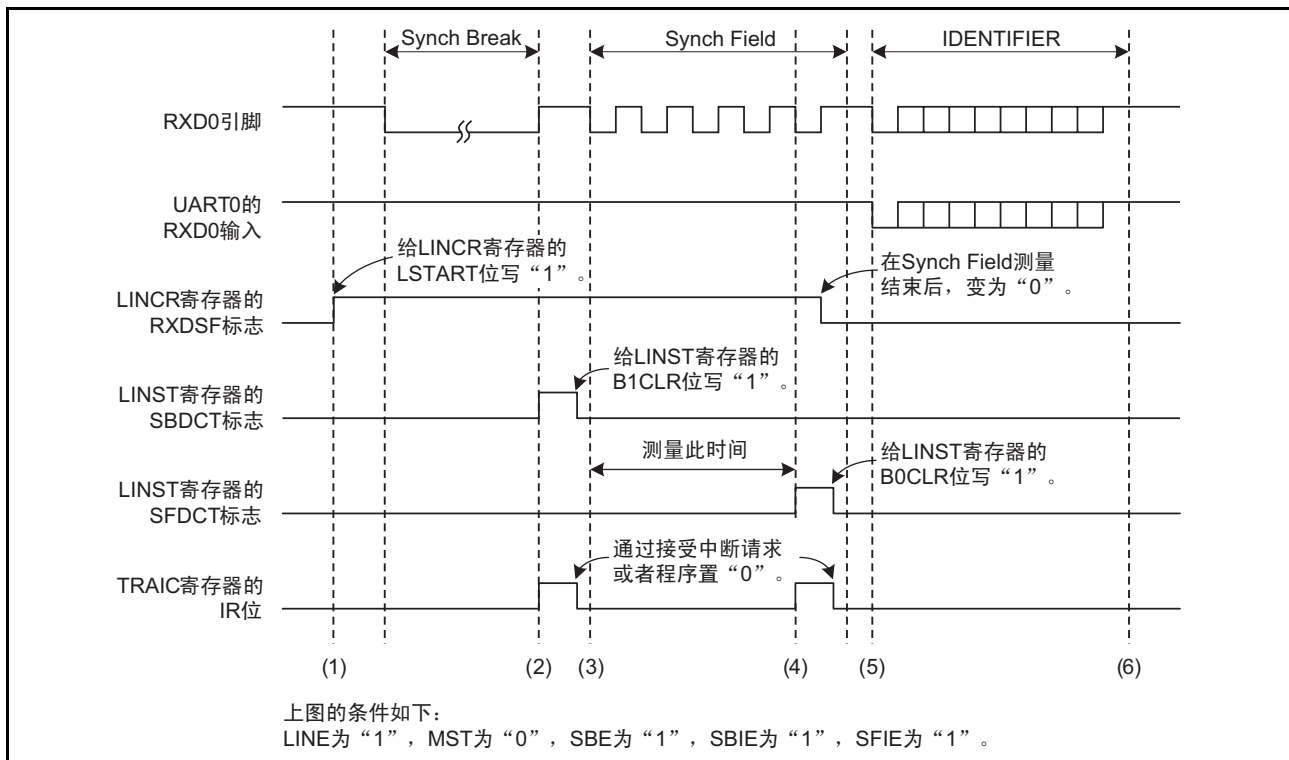 Synch Break
Synch Field
IDENTIFIER
RXD0引脚
UART0的
RXD0输入
给LINCR寄存器的
LSTART位写“1”。
在Synch Field测量
结束后，变为“0”。
LINCR寄存器的
RXDSF标志
给LINST寄存器的
B1CLR位写“1”。
LINST寄存器的
SBDCT标志
测量此时间
给LINST寄存器的
B0CLR位写“1”。
LINST寄存器的
SFDCT标志
通过接受中断请求
或者程序置“0”。
TRAIC寄存器的
IR位
(1) (2) (3) (4) (5) (6)
上图的条件如下：
LINE为“1”，MST为“0”，SBE为“1”，SBIE为“1”，SFIE为“1”。